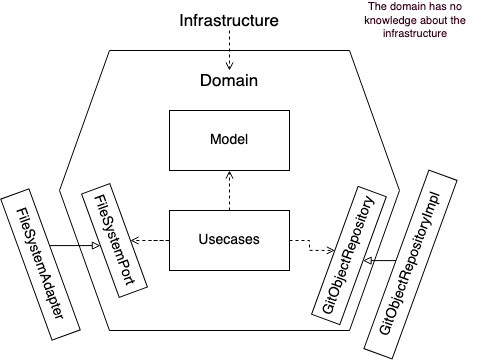 Infrastructure
The domain has no
knowledge about the
infrastructure
Domain
Model
FileSystemAdapter
FileSystemPort
Usecases
GitObjectRepository
GitObjectRepositoryImpl